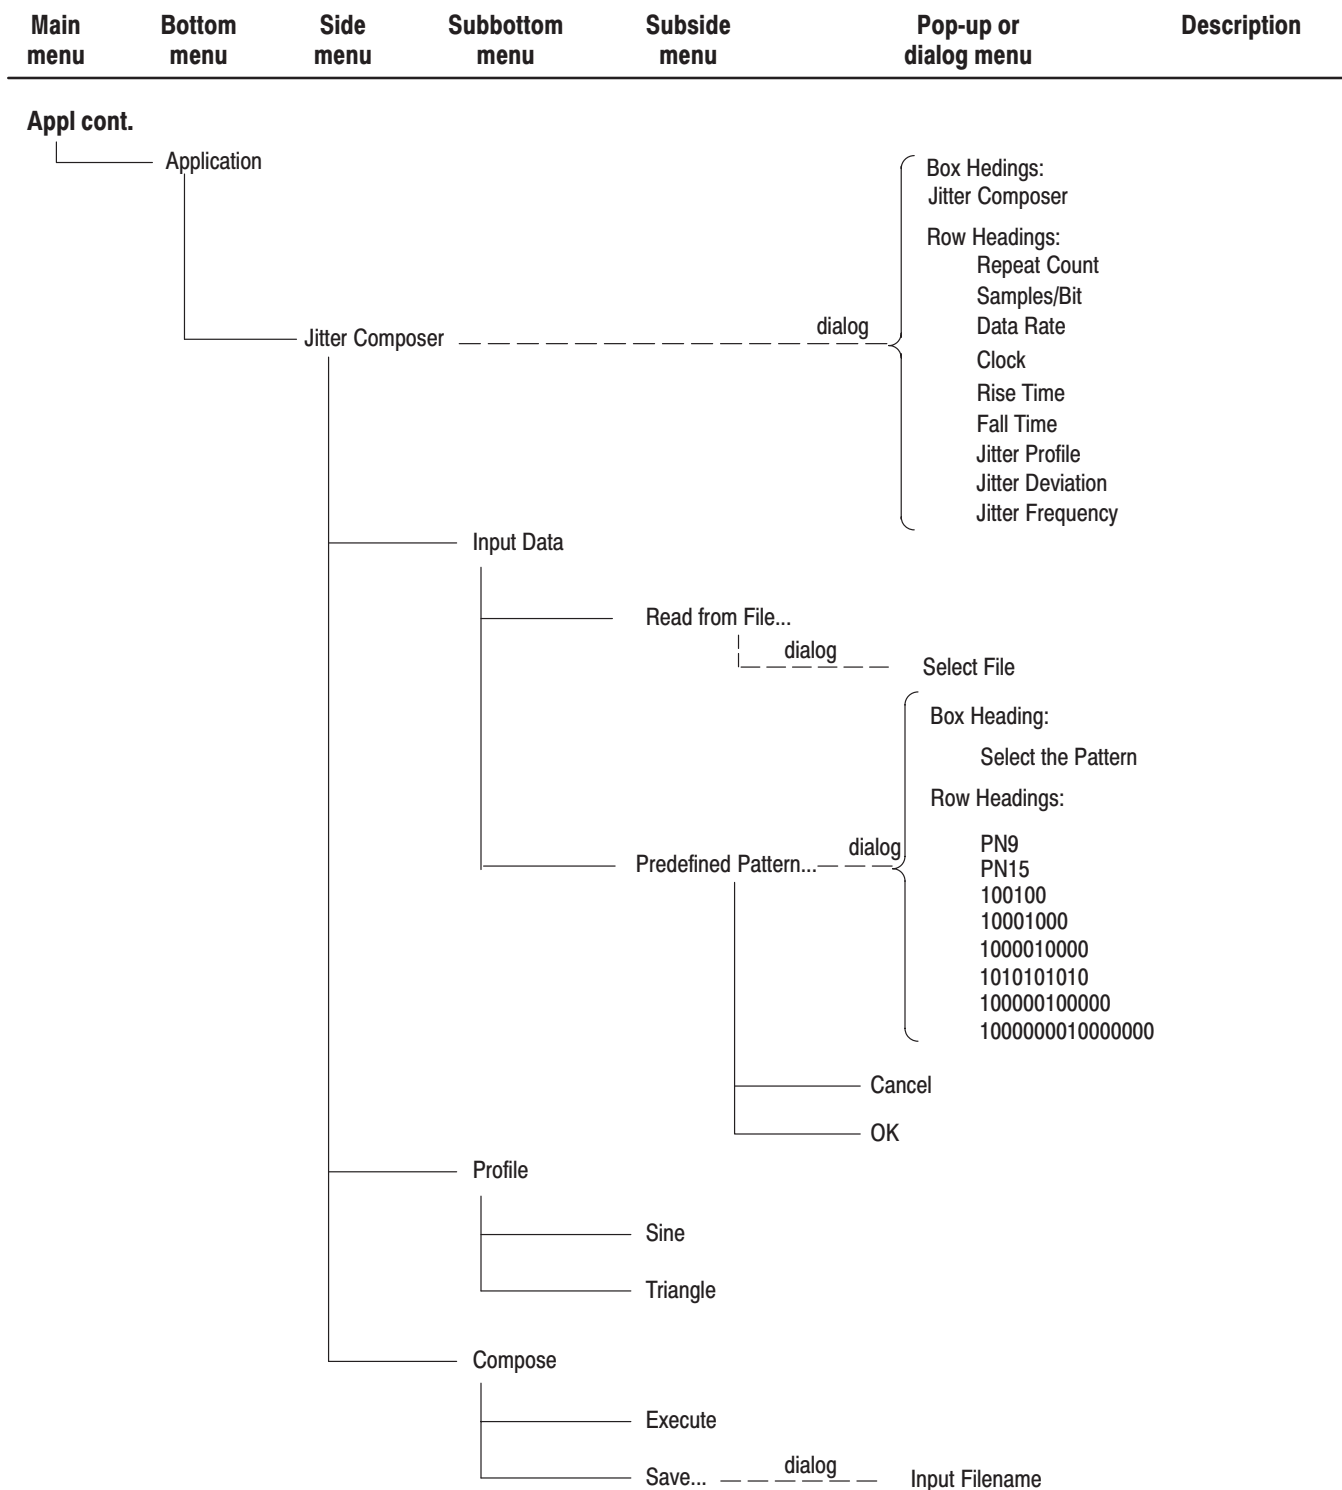 Main menu
Bottom menu
Side menu
Subbottom menu
Subside menu
Pop-up or dialog menu
Description
Appl cont.
Application
Box Hedings:
Jitter Composer
Row Headings:
Repeat Count
Samples/Bit
Data Rate
Clock
Rise Time
Fall Time
Jitter Profile
Jitter Deviation
Jitter Frequency
Jitter Composer
dialog
Input Data
Read from File...
dialog
Select File
Box Heading:
Select the Pattern
Row Headings:
PN9
PN15
100100
10001000
1000010000
1010101010
100000100000
1000000010000000
Predefined Pattern...
dialog
Cancel
OK
Profile
Sine
Triangle
Compose
Execute
Save...
dialog
Input Filename